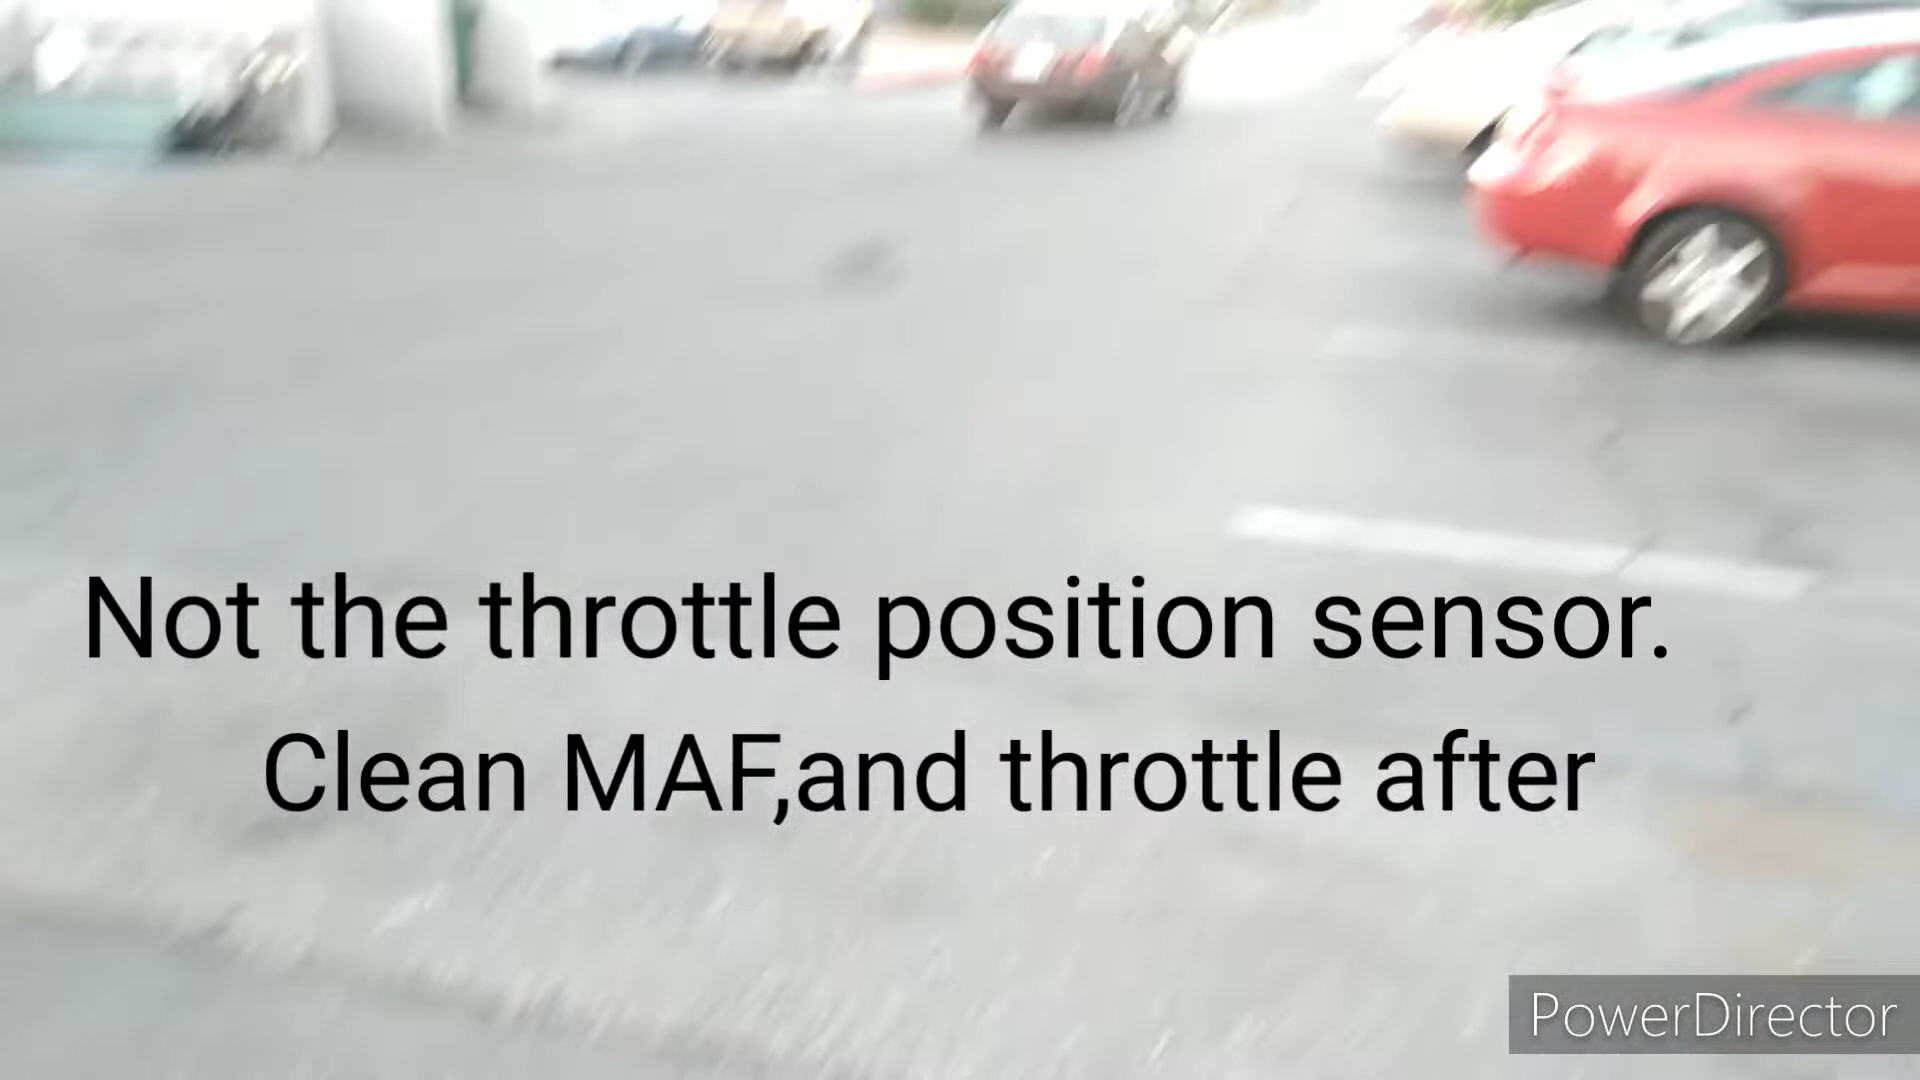 Not the throttle position sensor.
Clean MAF,and throttle after
PowerDirector